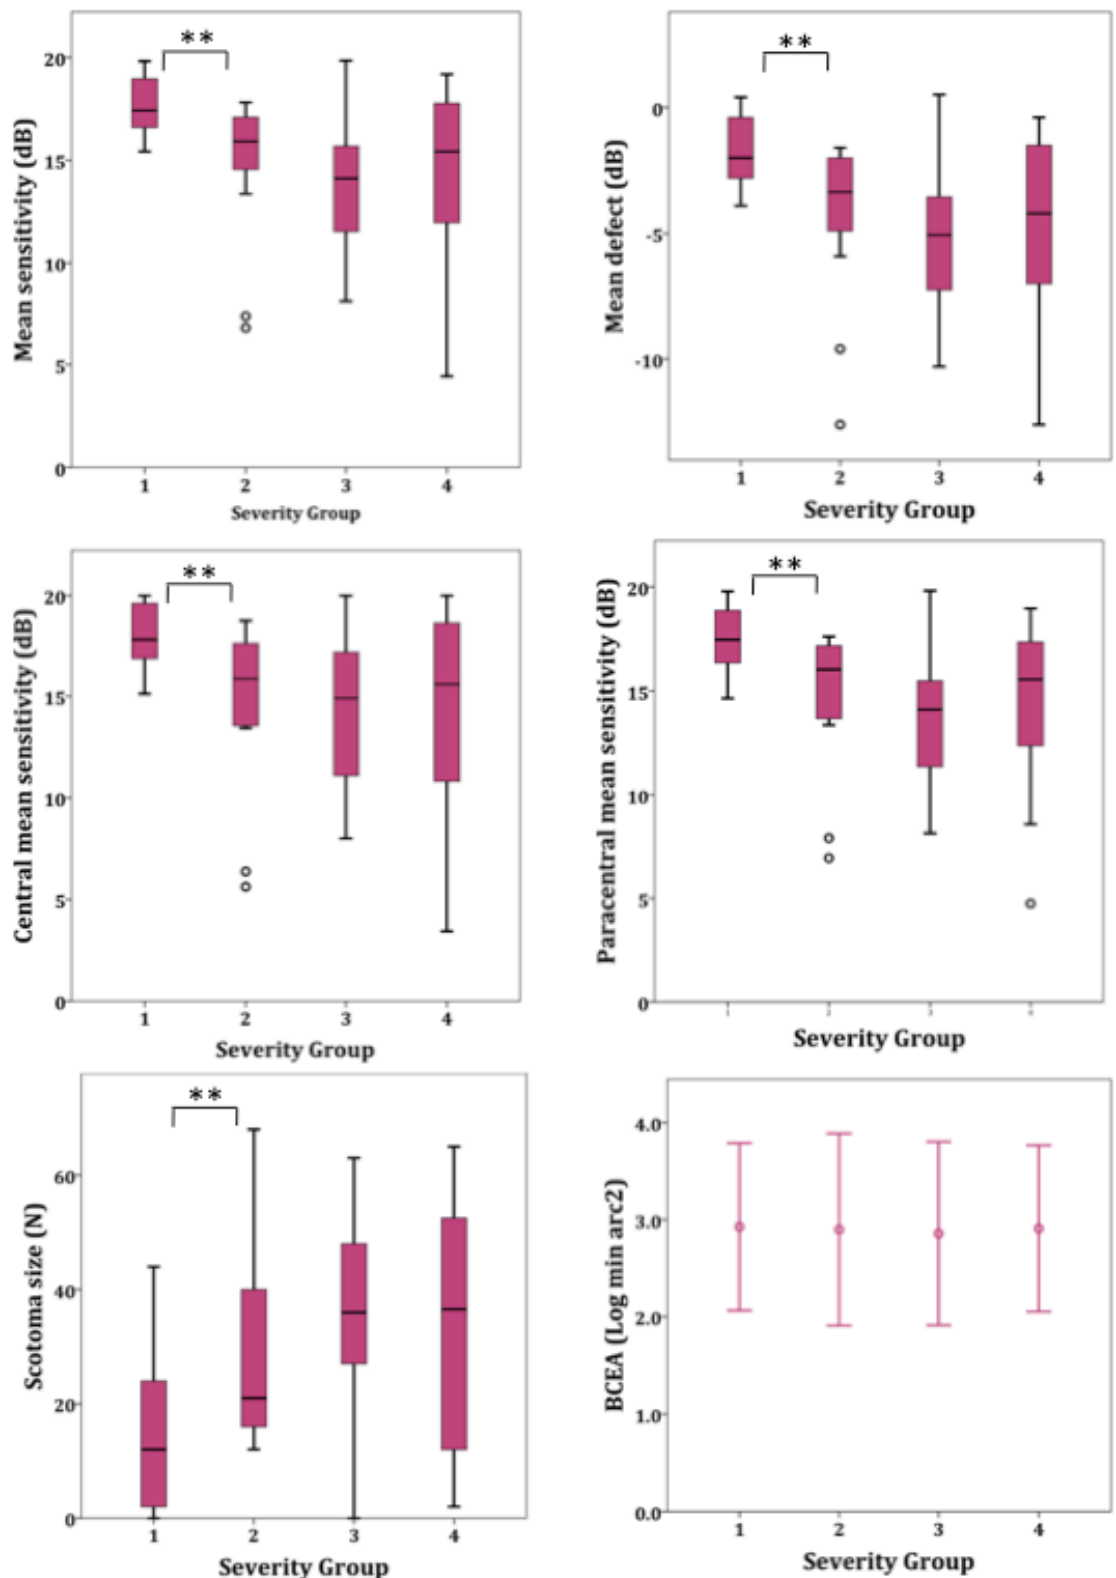 **
Mean sensitivity (dB)
20
15
10
5
0
1 2 3 4
Severity Group
**
Mean defect (dB)
0
-5
-10
1 2 3 4
Severity Group
**
Central mean sensitivity (dB)
20
15
10
5
0
1 2 3 4
Severity Group
**
Paracentral mean sensitivity (dB)
20
15
10
5
0
1 2 3 4
Severity Group
**
Scotoma size (N)
60
40
20
0
1 2 3 4
Severity Group
BCEA (Log min arc2)
4.0
3.0
2.0
1.0
0.0
1 2 3 4
Severity Group